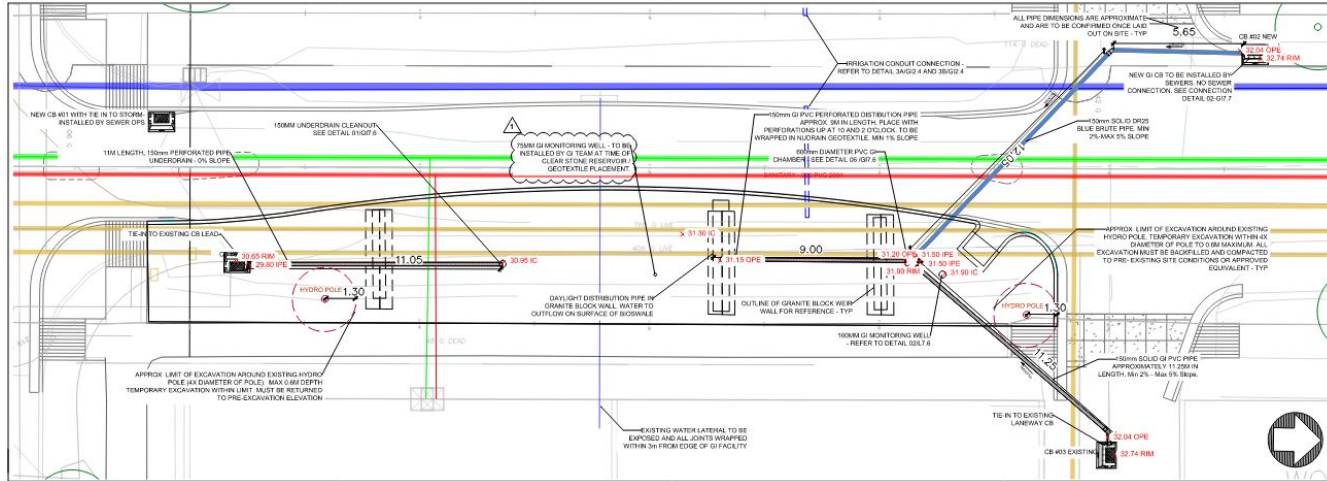 ALL PIPE DIMENSIONS ARE APPROXIMATE
AND ARE TO BE CONFIRMED ONCE LAID
OUT ON SITE - TYP
5.65
CB #02 NEW
32.04 OPE
32.74 RIM
NEW GI CB TO BE INSTALLED BY
SEWERS. NO SEWER
CONNECTION. SEE CONNECTION
DETAIL 02-GI7.7
IRRIGATION CONDUIT CONNECTION -
REFER TO DETAIL 3A/GI2.4 AND 3B/GI2.4
NEW CB #01 WITH TIE IN TO STORM-
INSTALLED BY SEWER OPS
150MM UNDERDRAIN CLEANOUT
SEE DETAIL 01/GI7.6
1
75MM GI MONITORING WELL - TO BE
INSTALLED BY GI TEAM AT TIME OF
CLEAR STONE RESERVOIR /
GEOTEXTILE PLACEMENT
150mm GI PVC PERFORATED DISTIBUTION PIPE
APPROX. 9M IN LENGTH. PLACE WITH
PERFORATIONS UP AT 10 AND 2 O'CLOCK. TO BE
WRAPPED IN NUDRAIN GEOTEXTILE. MIN 1% SLOPE
150mm SOLID DR25
BLUE BRUTE PIPE. MIN
2%-MAX 5% SLOPE
12.05
11M LENGTH, 150mm PERFORATED PIPE
UNDERDRAIN - 0% SLOPE
600mm DIAMETER PVC GI
CHAMBER - SEE DETAIL 06 /GI7.6
TIE-IN TO EXISTING CB LEAD
30.65 RIM
29.80 IPE
11.05
30.95 IC
31.30 IC
31.15 OPE
9.00
31.20 OPE
31.50 IPE
31.50 IPE
31.90 RIM
31.90 IC
APPROX LIMIT OF EXCAVATION AROUND EXISTING
HYDRO POLE. TEMPORARY EXCAVATION WITHIN 4X
DIAMETER OF POLE TO 0.6M MAXIMUM. ALL
EXCAVATION MUST BE BACKFILLED AND COMPACTED
TO PRE-EXISTING SITE CONDITIONS OR APPROVED
EQUIVALENT - TYP
HYDRO POLE
1.30
DAYLIGHT DISTRIBUTION PIPE IN
GRANITE BLOCK WALL, WATER TO
OUTFLOW ON SURFACE OF BIOSWALE
OUTLINE OF GRANITE BLOCK WEIR
WALL FOR REFERENCE - TYP
HYDRO POLE
1.30
100MM GI MONITORING WELL
- REFER TO DETAIL 02/L7.6
11.25
150mm SOLID GI PVC PIPE
APPROXIMATELY 11.25M IN
LENGTH. Min 2% - Max 5% Slope.
APPROX LIMIT OF EXCAVATION AROUND EXISTING HYDRO
POLE (4X DIAMETER OF POLE). MAX 0.6M DEPTH
TEMPORARY EXCAVATION WITHIN LIMIT. MUST BE RETURNED
TO PRE-EXCAVATION ELEVATION
EXISTING WATER LATERAL TO BE
EXPOSED AND ALL JOINTS WRAPPED
WITHIN 3m FROM EDGE OF GI FACILITY
TIE-IN TO EXISTING
LANEWAY CB
32.04 OPE
CB #03 EXISTING
32.74 RIM